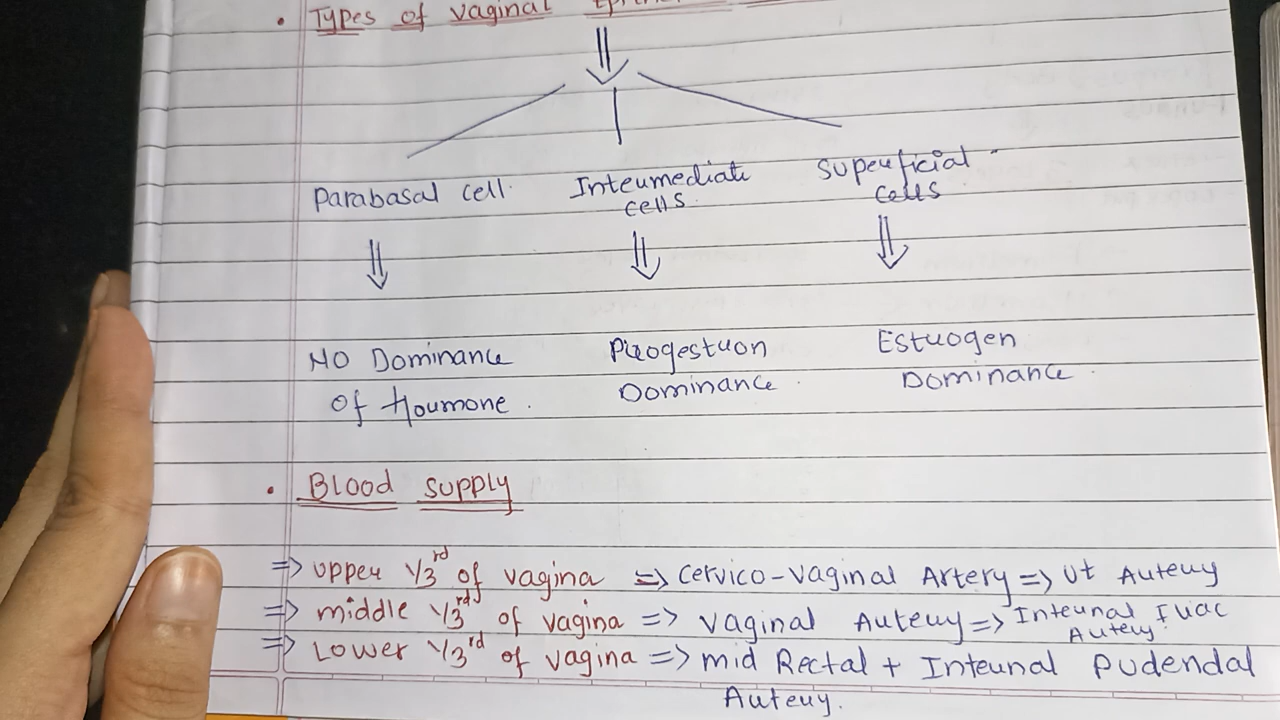 • Types of vaginal
Parabasal cell.
Intermediate cells.
Superficial cells
No Dominance of Hormone.
Progestron Dominance.
Estrogen Dominance.
• Blood supply
=> upper 1/3rd of vagina => cervico-vaginal Artery => Ut Artery
=> middle 1/3rd of vagina => vaginal Artery => Internal Iliac Artery.
=> Lower 1/3rd of vagina => mid Rectal + Internal pudendal
Artery.